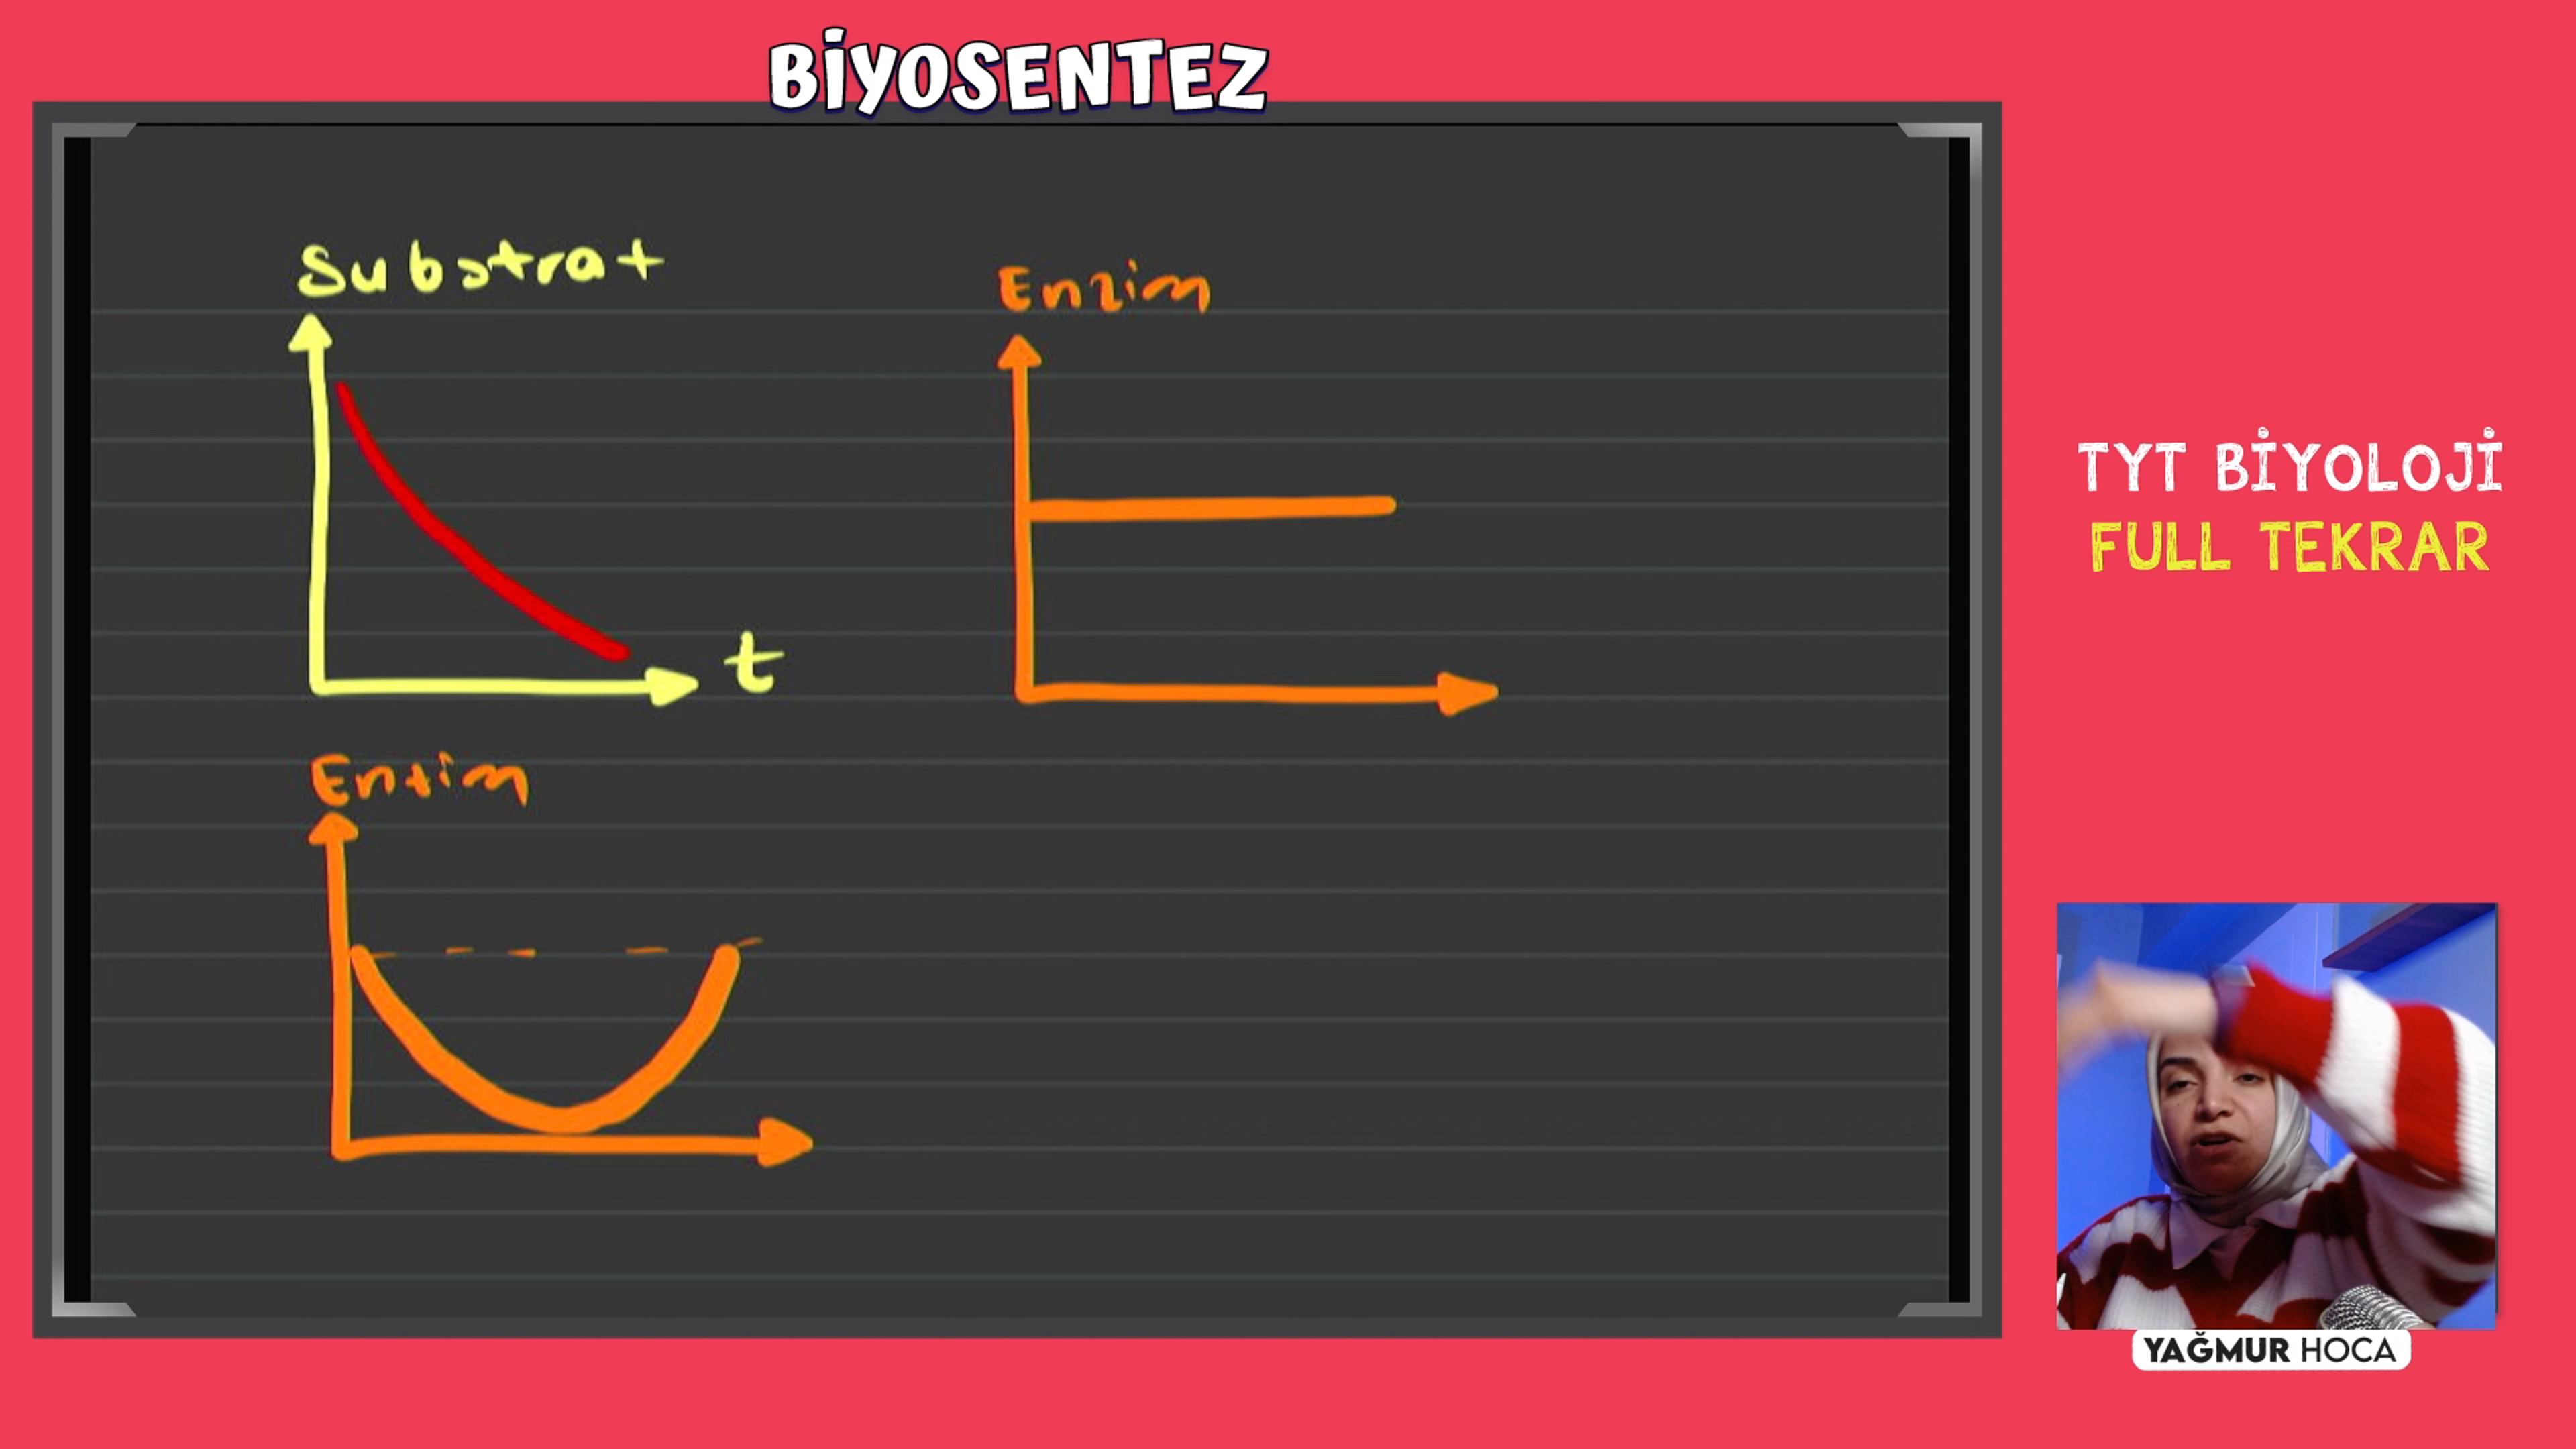 BİYOSENTEZ
Substrat
t
Enzim
Enzim
TYT BİYOLOJİ
FULL TEKRAR
YAĞMUR HOCA